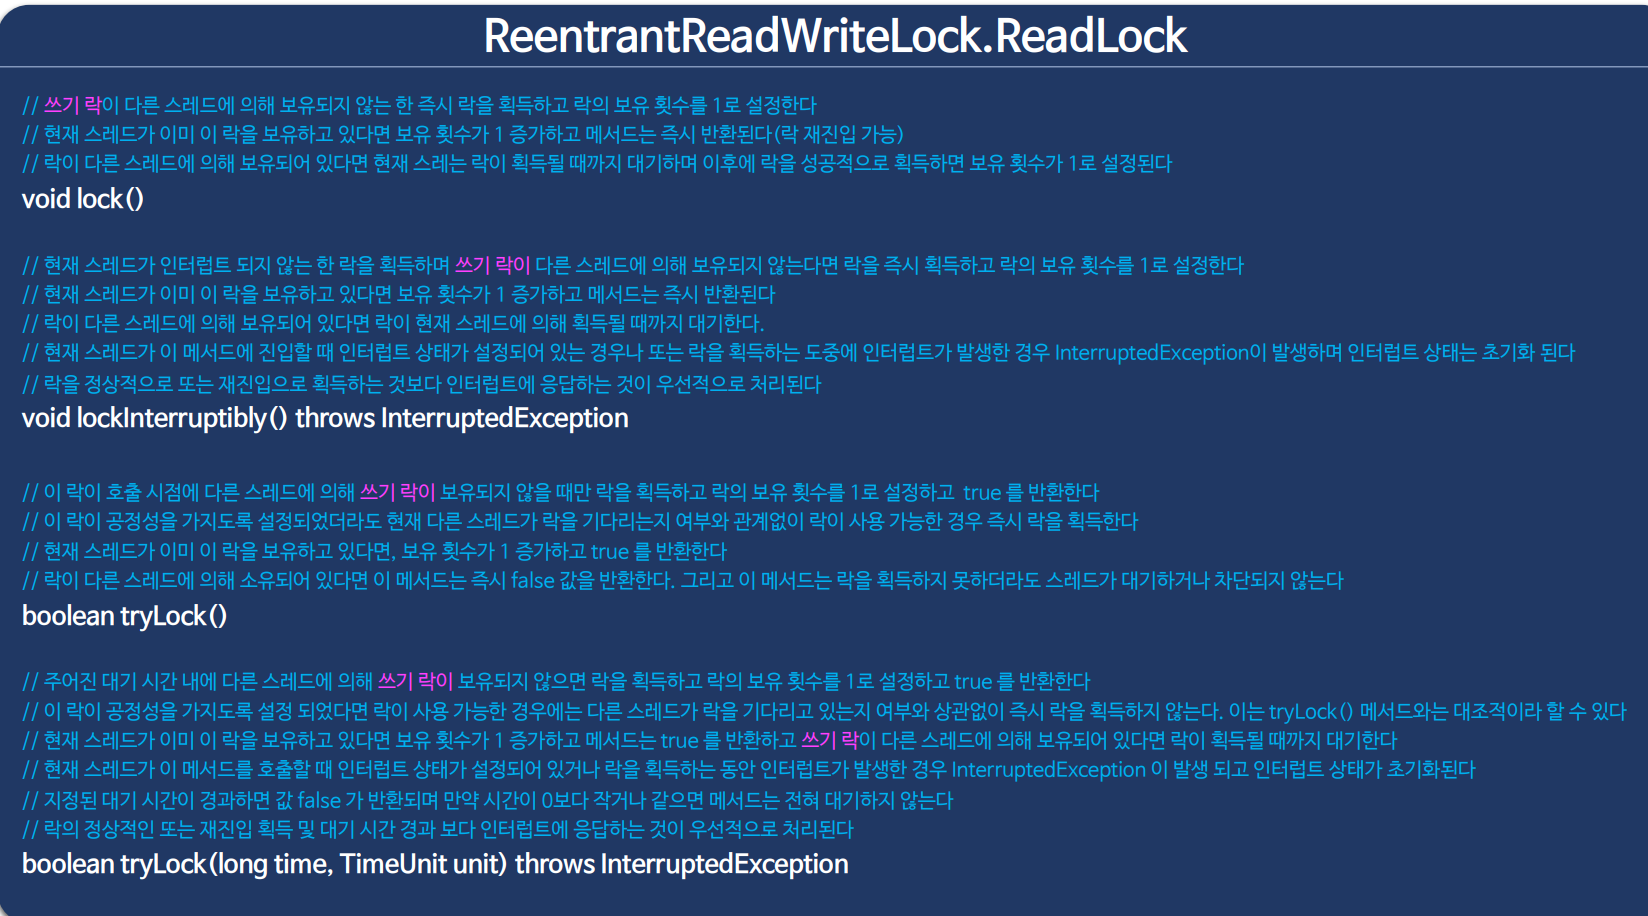 ReentrantReadWriteLock.ReadLock
// 쓰기 락이 다른 스레드에 의해 보유되지 않는 한 즉시 락을 획득하고 락의 보유 횟수를 1로 설정한다
// 현재 스레드가 이미 이 락을 보유하고 있다면 보유 횟수가 1 증가하고 메서드는 즉시 반환된다(락 재진입 가능)
// 락이 다른 스레드에 의해 보유되어 있다면 현재 스레는 락이 획득될 때까지 대기하며 이후에 락을 성공적으로 획득하면 보유 횟수가 1로 설정된다
void lock()
// 현재 스레드가 인터럽트 되지 않는 한 락을 획득하며 쓰기 락이 다른 스레드에 의해 보유되지 않는다면 락을 즉시 획득하고 락의 보유 횟수를 1로 설정한다
// 현재 스레드가 이미 이 락을 보유하고 있다면 보유 횟수가 1 증가하고 메서드는 즉시 반환된다
// 락이 다른 스레드에 의해 보유되어 있다면 락이 현재 스레드에 의해 획득될 때까지 대기한다.
// 현재 스레드가 이 메서드에 진입할 때 인터럽트 상태가 설정되어 있는 경우나 또는 락을 획득하는 도중에 인터럽트가 발생한 경우 InterruptedException이 발생하며 인터럽트 상태는 초기화 된다
// 락을 정상적으로 또는 재진입으로 획득하는 것보다 인터럽트에 응답하는 것이 우선적으로 처리된다
void lockInterruptibly() throws InterruptedException
// 이 락이 호출 시점에 다른 스레드에 의해 쓰기 락이 보유되지 않을 때만 락을 획득하고 락의 보유 횟수를 1로 설정하고 true 를 반환한다
// 이 락이 공정성을 가지도록 설정되었더라도 현재 다른 스레드가 락을 기다리는지 여부와 관계없이 락이 사용 가능한 경우 즉시 락을 획득한다
// 현재 스레드가 이미 이 락을 보유하고 있다면, 보유 횟수가 1 증가하고 true 를 반환한다
// 락이 다른 스레드에 의해 소유되어 있다면 이 메서드는 즉시 false 값을 반환한다. 그리고 이 메서드는 락을 획득하지 못하더라도 스레드가 대기하거나 차단되지 않는다
boolean tryLock()
// 주어진 대기 시간 내에 다른 스레드에 의해 쓰기 락이 보유되지 않으면 락을 획득하고 락의 보유 횟수를 1로 설정하고 true 를 반환한다
// 이 락이 공정성을 가지도록 설정 되었다면 락이 사용 가능한 경우에는 다른 스레드가 락을 기다리고 있는지 여부와 상관없이 즉시 락을 획득하지 않는다. 이는 tryLock() 메서드와는 대조적이라 할 수 있다
// 현재 스레드가 이미 이 락을 보유하고 있다면 보유 횟수가 1 증가하고 메서드는 true 를 반환하고 쓰기 락이 다른 스레드에 의해 보유되어 있다면 락이 획득될 때까지 대기한다
// 현재 스레드가 이 메서드를 호출할 때 인터럽트 상태가 설정되어 있거나 락을 획득하는 동안 인터럽트가 발생한 경우 InterruptedException 이 발생 되고 인터럽트 상태가 초기화된다
// 지정된 대기 시간이 경과하면 값 false 가 반환되며 만약 시간이 0보다 작거나 같으면 메서드는 전혀 대기하지 않는다
// 락의 정상적인 또는 재진입 획득 및 대기 시간 경과 보다 인터럽트에 응답하는 것이 우선적으로 처리된다
boolean tryLock(long time, TimeUnit unit) throws InterruptedException